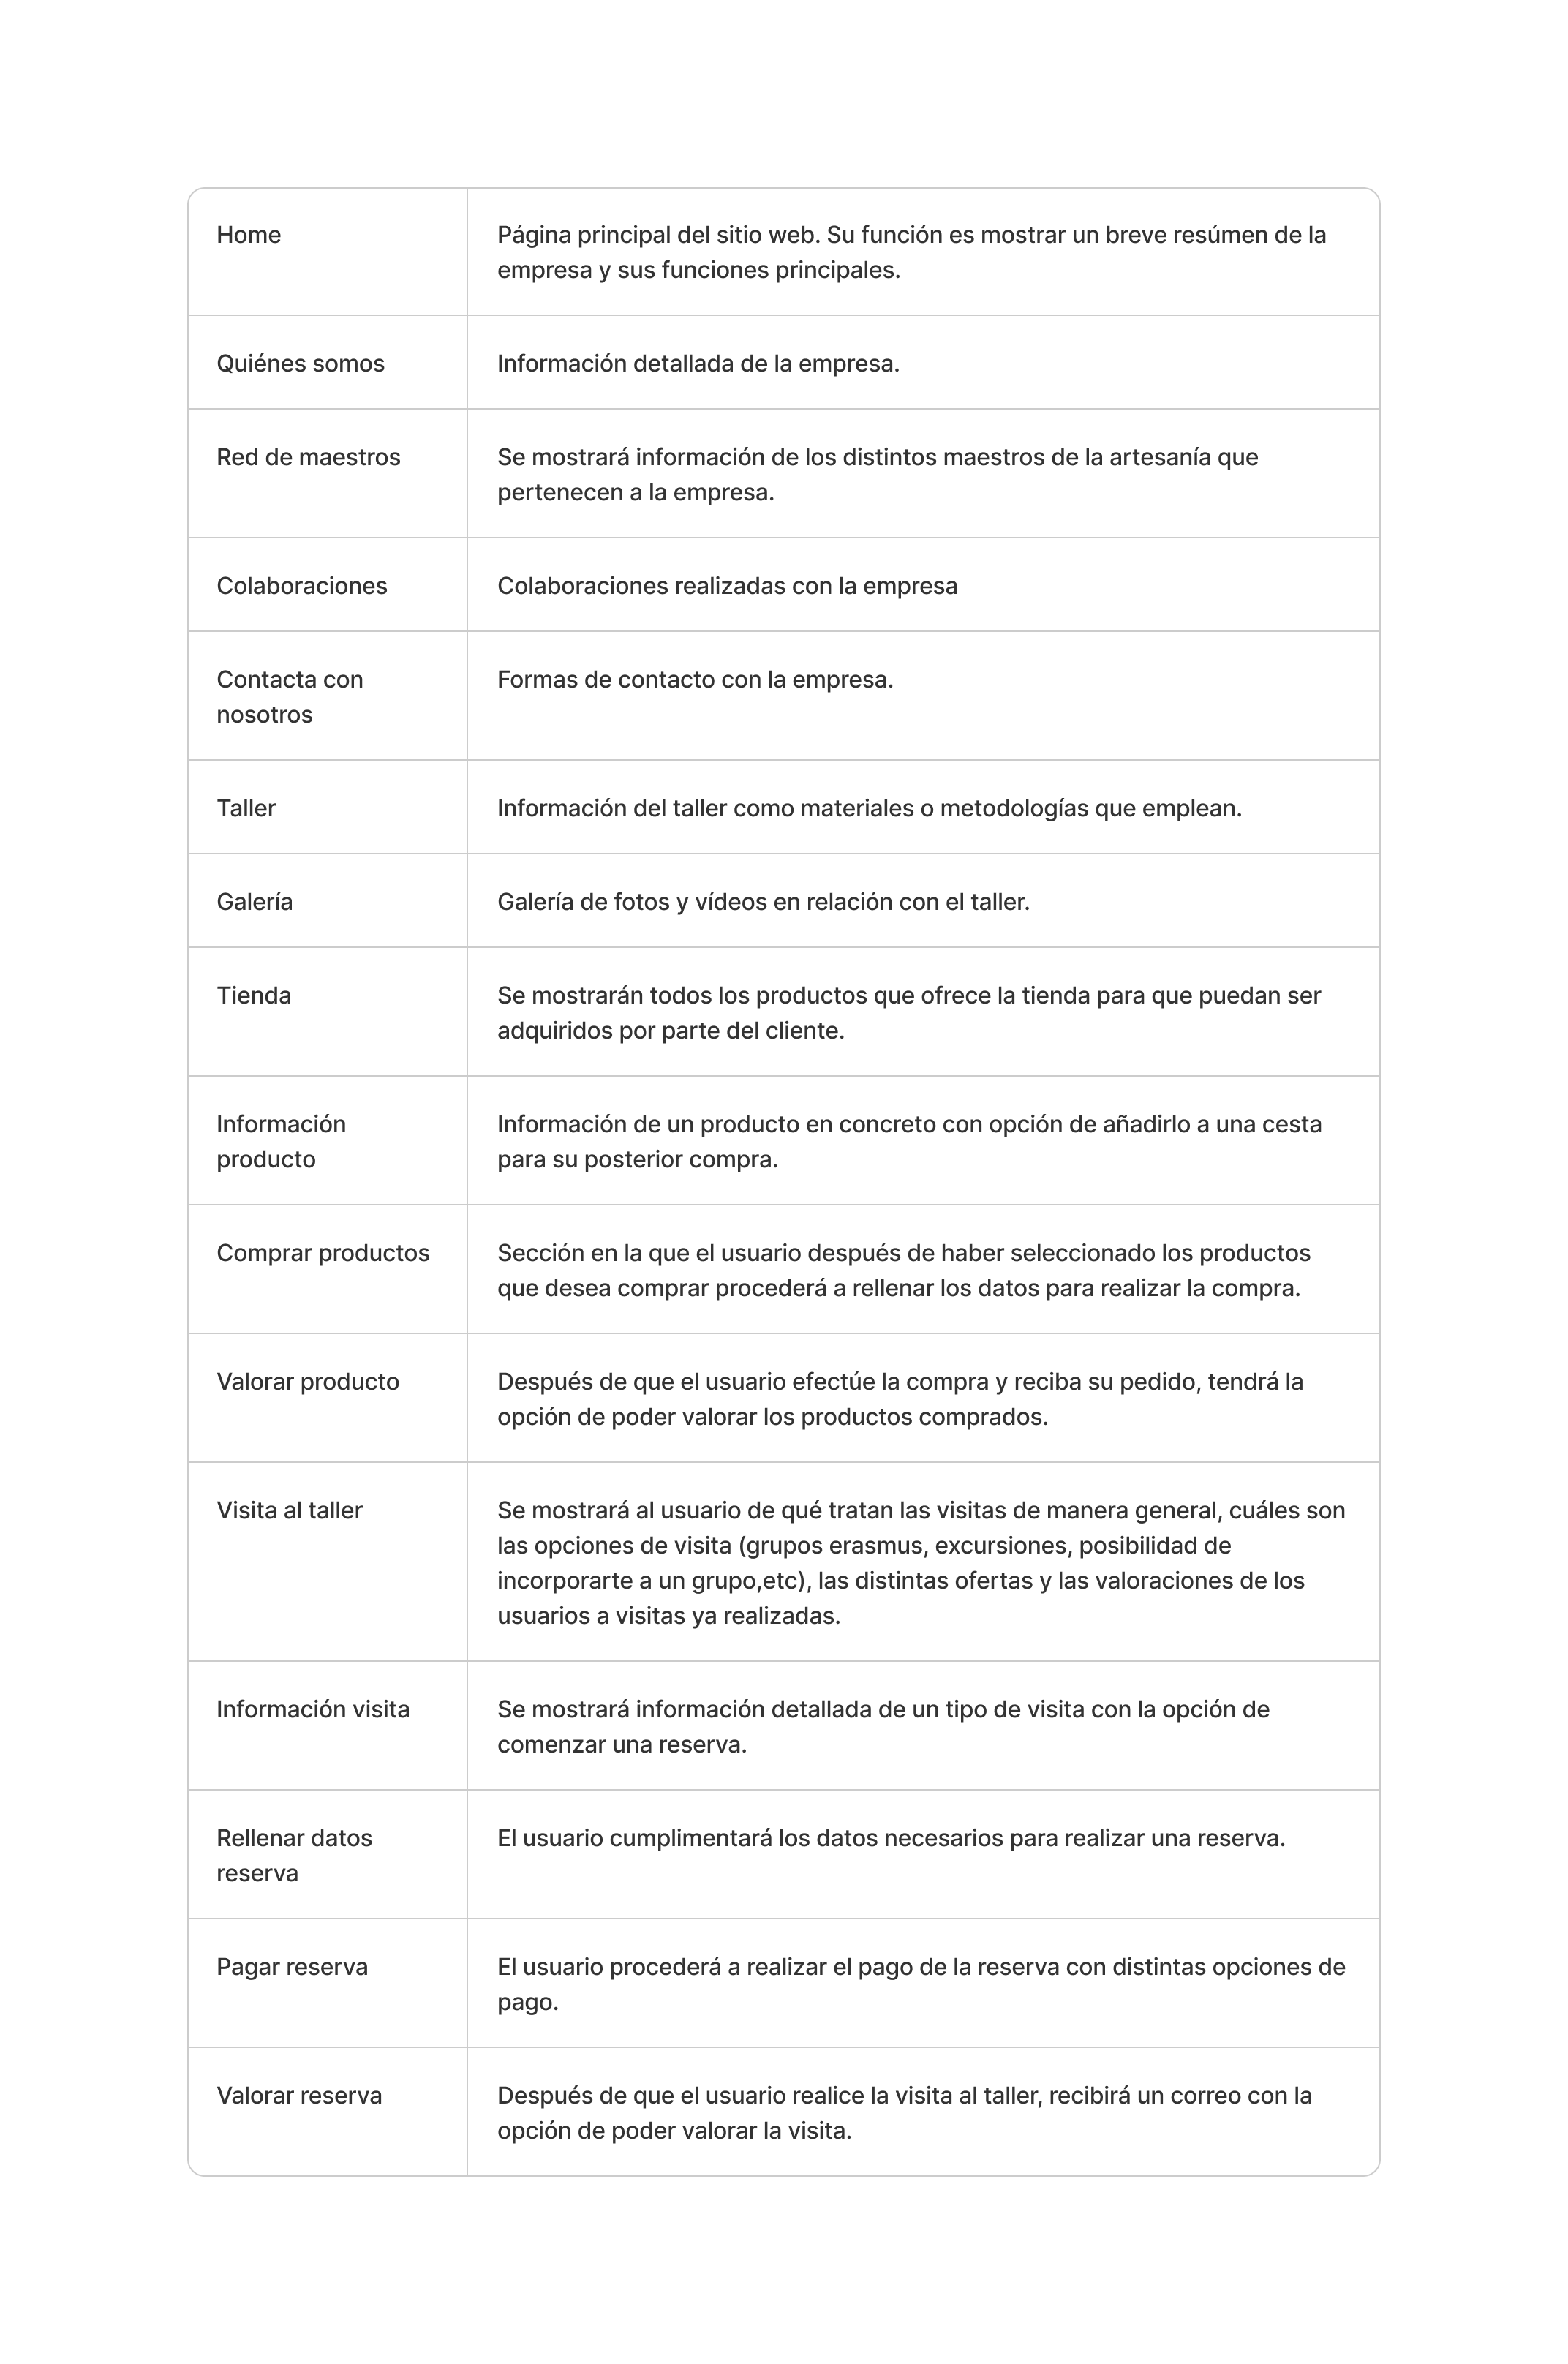 Home
Página principal del sitio web. Su función es mostrar un breve resúmen de la
empresa y sus funciones principales.
Quiénes somos
Información detallada de la empresa.
Red de maestros
Se mostrará información de los distintos maestros de la artesanía que
pertenecen a la empresa.
Colaboraciones
Colaboraciones realizadas con la empresa
Contacta con
nosotros
Formas de contacto con la empresa.
Taller
Información del taller como materiales o metodologías que emplean.
Galería
Galería de fotos y vídeos en relación con el taller.
Tienda
Se mostrarán todos los productos que ofrece la tienda para que puedan ser
adquiridos por parte del cliente.
Información
producto
Información de un producto en concreto con opción de añadirlo a una cesta
para su posterior compra.
Comprar productos
Sección en la que el usuario después de haber seleccionado los productos
que desea comprar procederá a rellenar los datos para realizar la compra.
Valorar producto
Después de que el usuario efectúe la compra y reciba su pedido, tendrá la
opción de poder valorar los productos comprados.
Visita al taller
Se mostrará al usuario de qué tratan las visitas de manera general, cuáles son
las opciones de visita (grupos erasmus, excursiones, posibilidad de
incorporarte a un grupo,etc), las distintas ofertas y las valoraciones de los
usuarios a visitas ya realizadas.
Información visita
Se mostrará información detallada de un tipo de visita con la opción de
comenzar una reserva.
Rellenar datos
reserva
El usuario cumplimentará los datos necesarios para realizar una reserva.
Pagar reserva
El usuario procederá a realizar el pago de la reserva con distintas opciones de
pago.
Valorar reserva
Después de que el usuario realice la visita al taller, recibirá un correo con la
opción de poder valorar la visita.